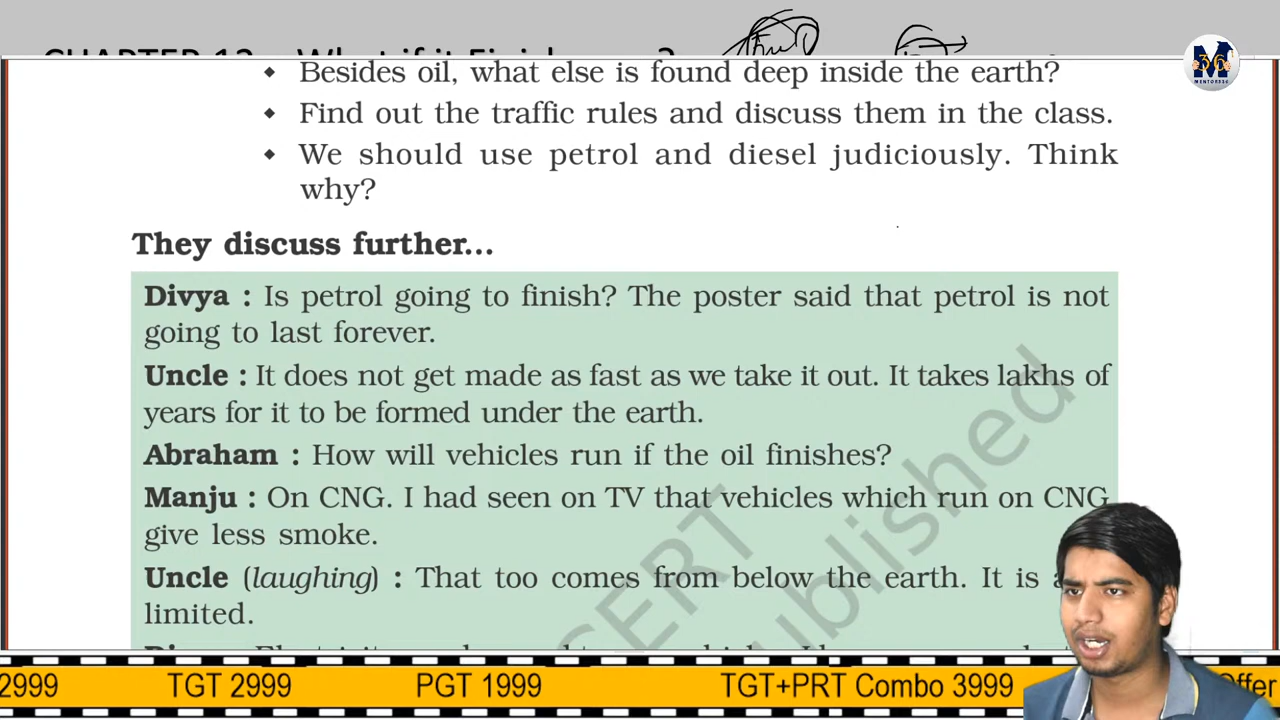 CHAPTER 12 What if it Finishes ...?
M
36
MENTORS36
◆ Besides oil, what else is found deep inside the earth?
◆ Find out the traffic rules and discuss them in the class.
◆ We should use petrol and diesel judiciously. Think
why?
They discuss further...
Divya : Is petrol going to finish? The poster said that petrol is not
going to last forever.
Uncle : It does not get made as fast as we take it out. It takes lakhs of
years for it to be formed under the earth.
Abraham : How will vehicles run if the oil finishes?
Manju : On CNG. I had seen on TV that vehicles which run on CNG
give less smoke.
Uncle (laughing) : That too comes from below the earth. It is
limited.
2999 TGT 2999 PGT 1999 TGT+PRT Combo 3999 Offer